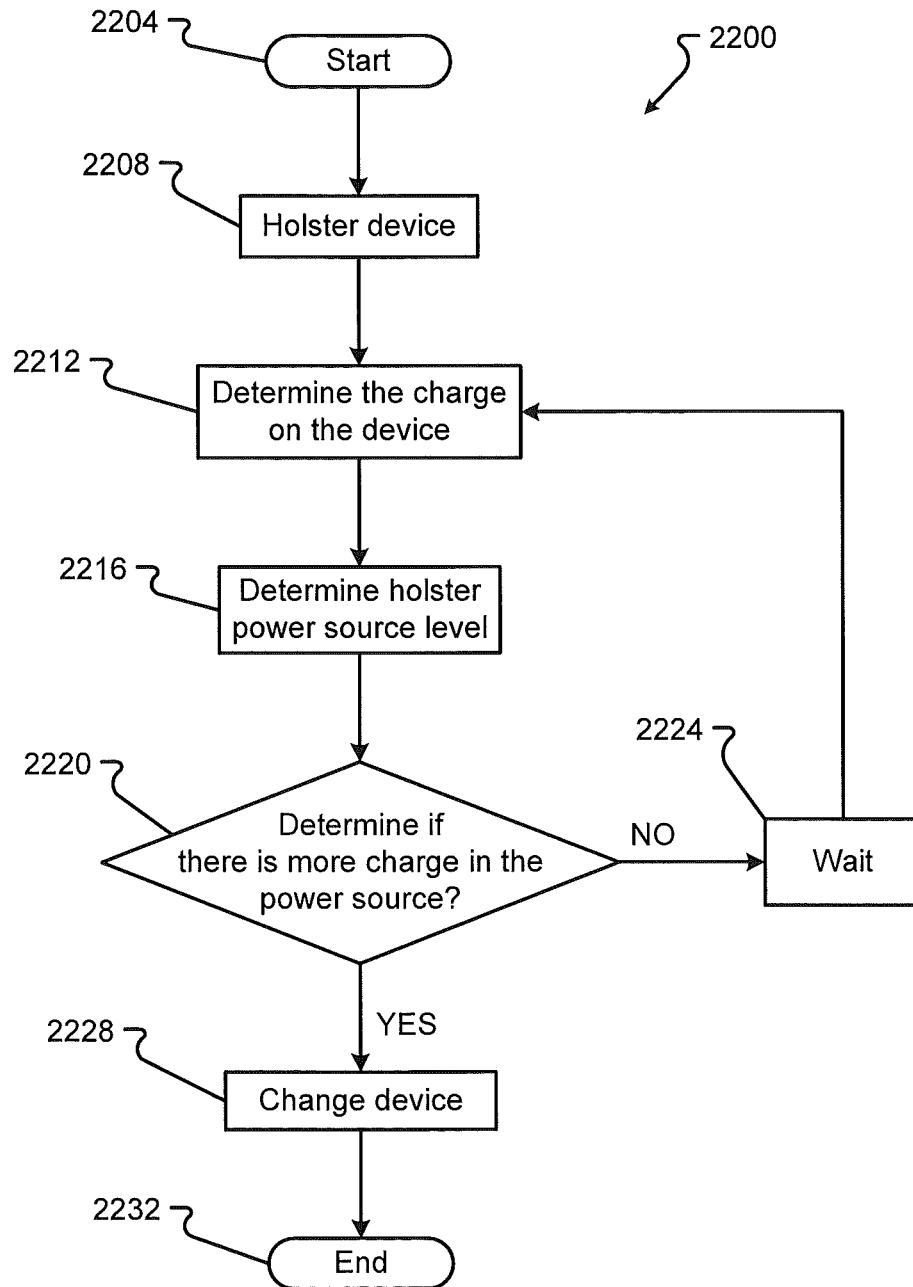 2204
Start
2200
2208
Holster device
2212
Determine the charge
on the device
2216
Determine holster
power source level
2224
2220
Determine if
there is more charge in the
power source?
NO
Wait
YES
2228
Change device
2232
End